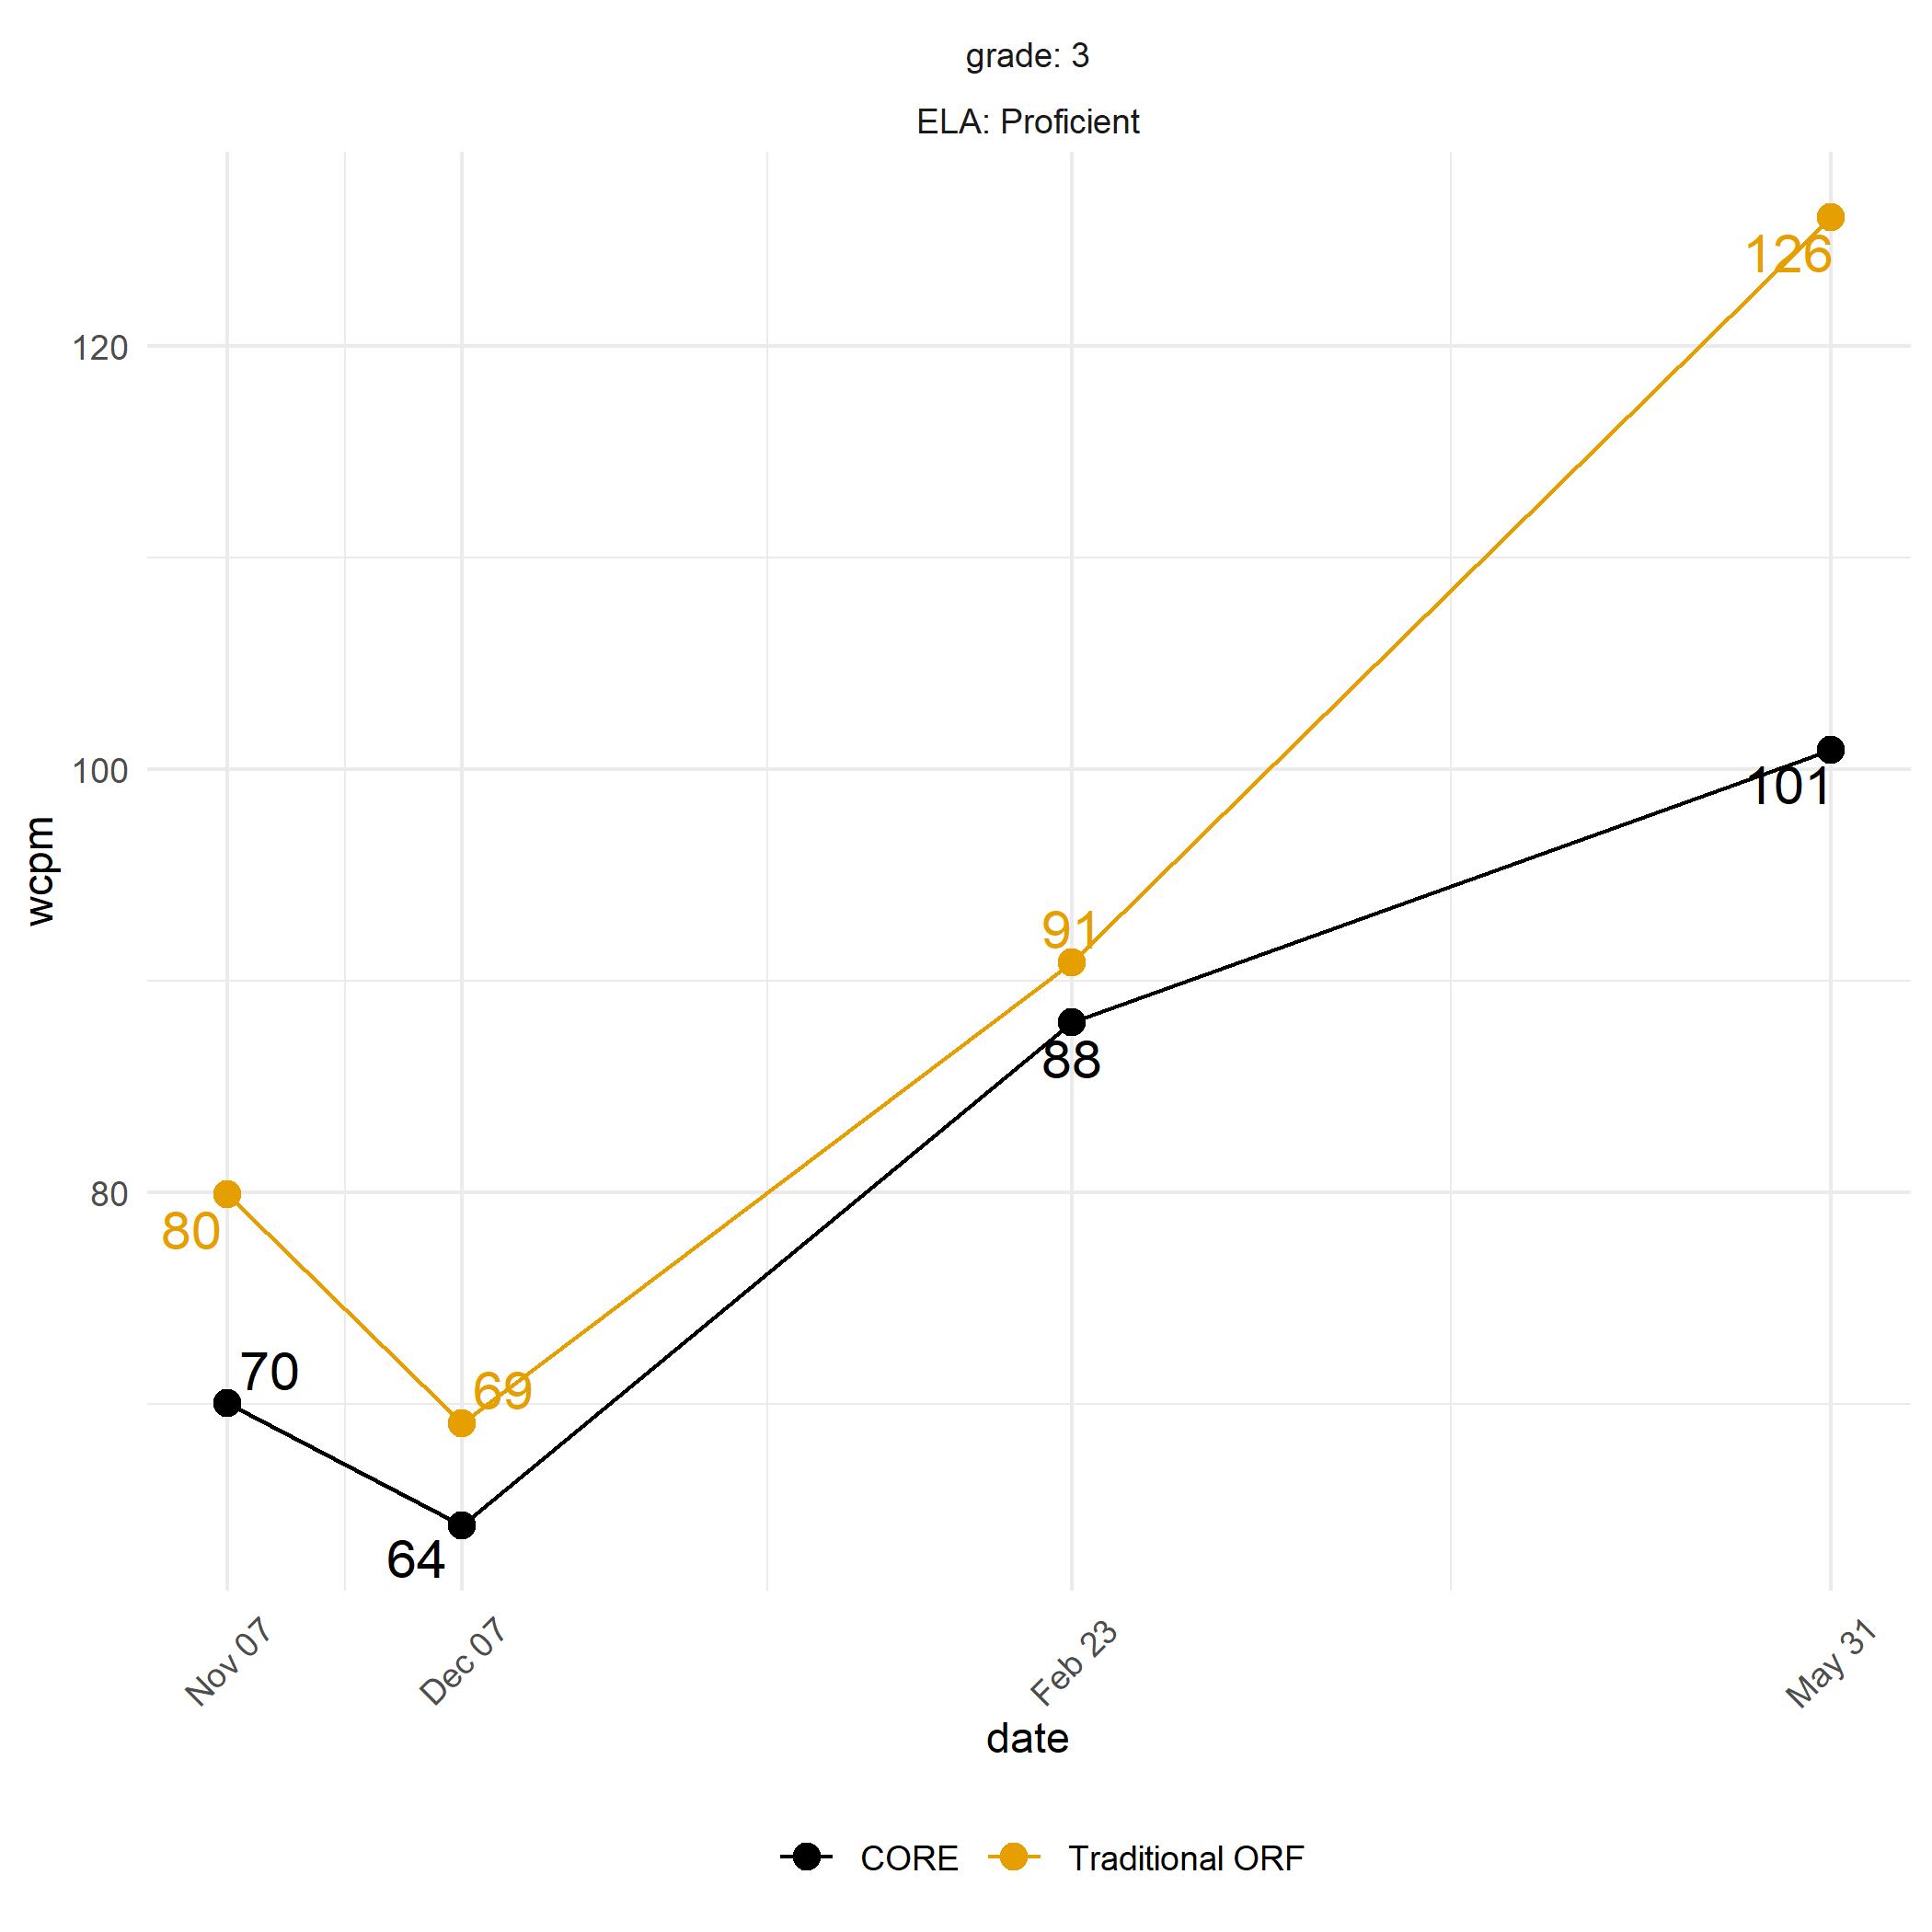 grade: 3
ELA: Proficient
126
120
100
101
wcpm
91
88
80
80
70
69
64
Nov 07
Dec 07
Feb 23
May 31
date
CORE
Traditional ORF